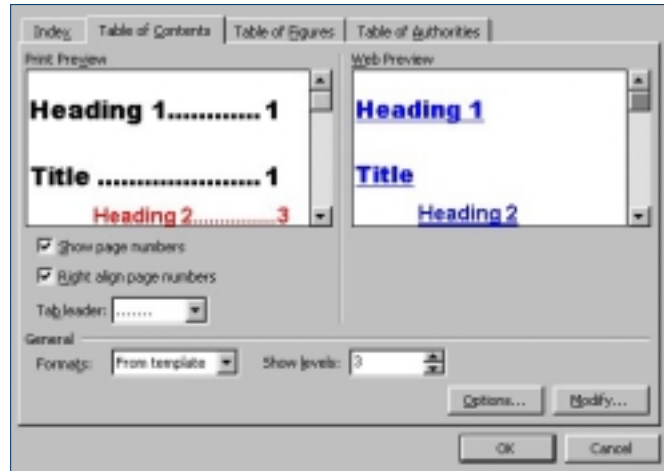 Index Table of Contents Table of Figures Table of Authorities
Print Preview
Heading 1............1
Title ......................1
Heading 2..............3
Web Preview
Heading 1
Title
Heading 2
Show page numbers
Right align page numbers
Tab leader: .......
General
Formats: From template Show levels: 3
Options... Modify...
OK Cancel